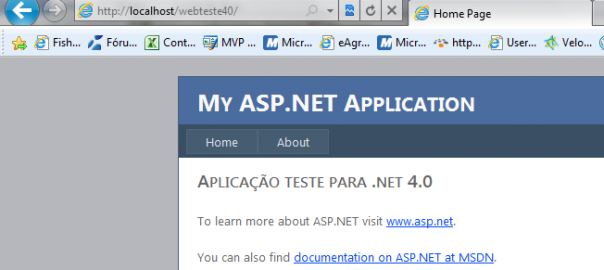 http://localhost/webteste40/
Home Page
Fish... Fóru... Cont... MVP ... Micr... eAgr... Micr... http... User... Velo...
My ASP.NET Application
Home About
Aplicação teste para .NET 4.0
To learn more about ASP.NET visit www.asp.net.
You can also find documentation on ASP.NET at MSDN.